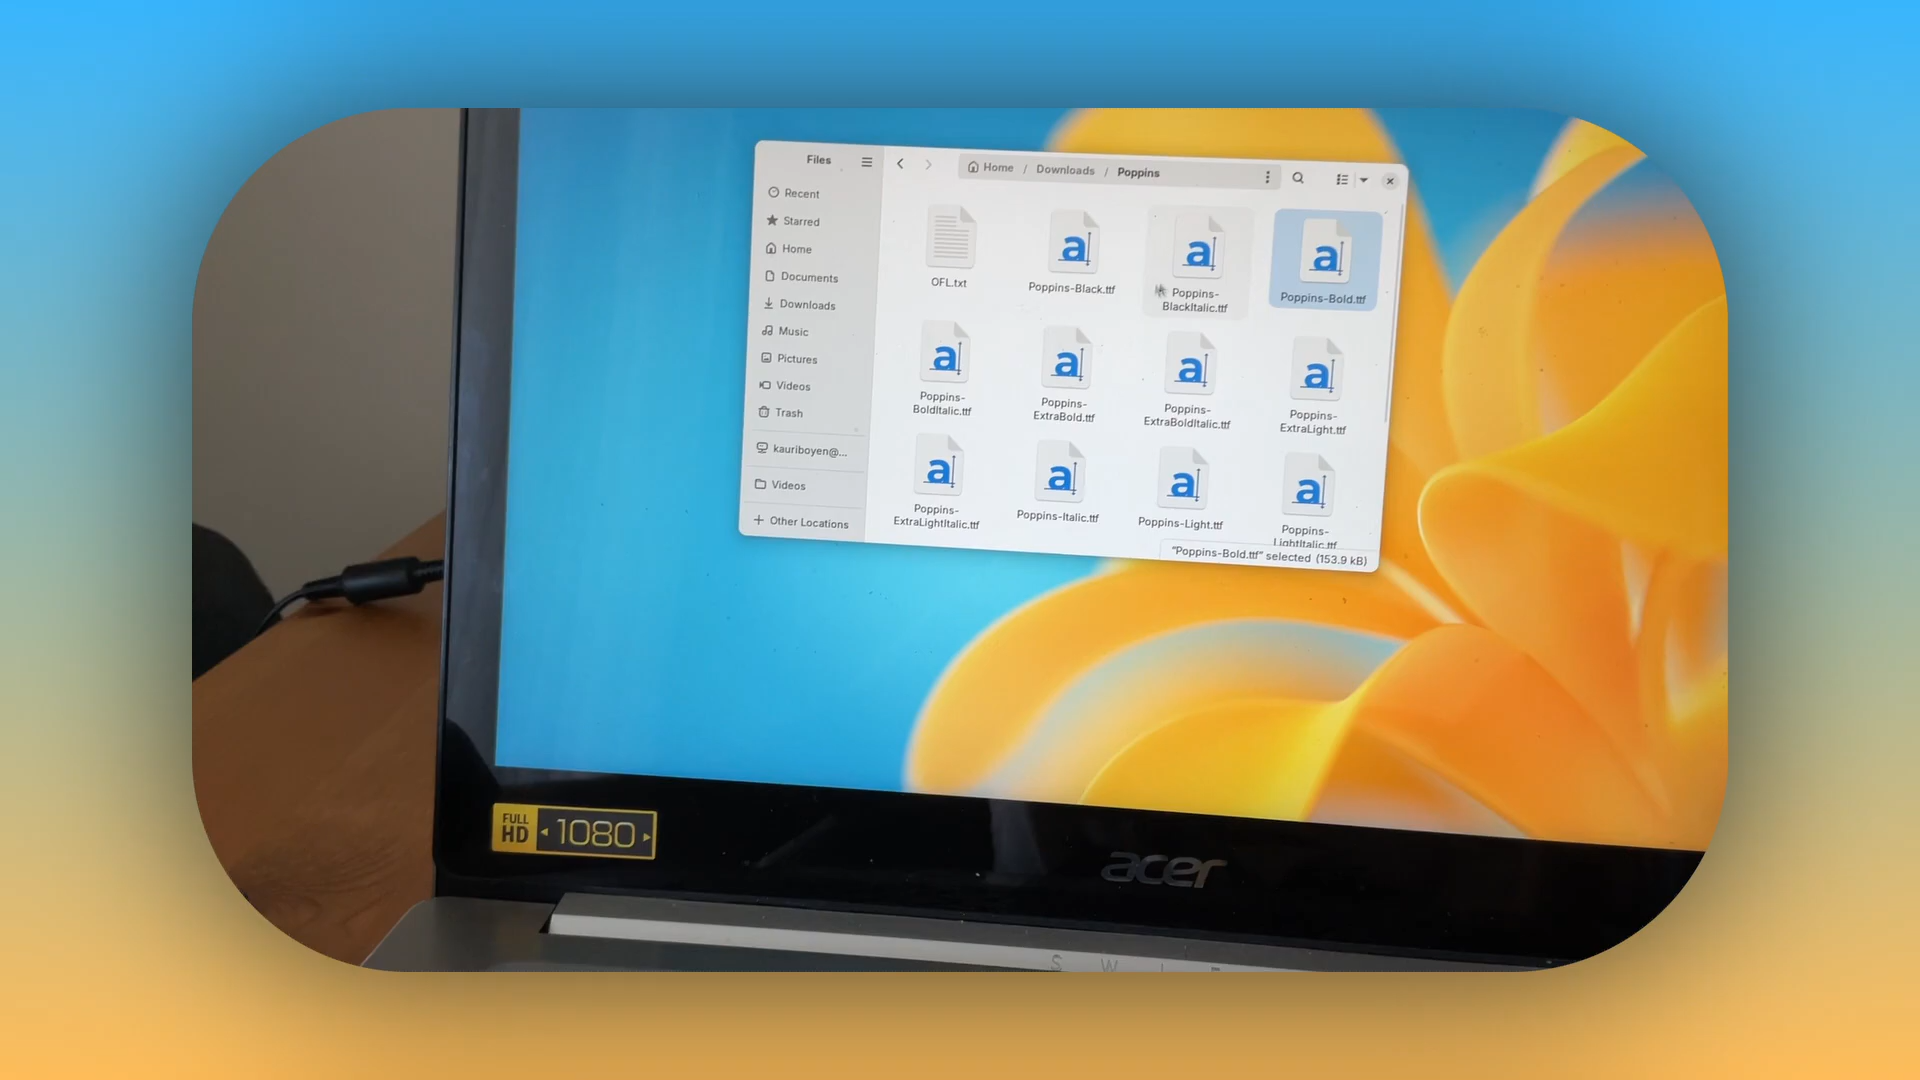 Files
Home / Downloads / Poppins
Recent
Starred
Home
Documents
Downloads
Music
Pictures
Videos
Trash
kauriboyen@...
Videos
Other Locations
OFL.txt
Poppins-Black.ttf
Poppins-
BlackItalic.ttf
Poppins-Bold.ttf
Poppins-
BoldItalic.ttf
Poppins-
ExtraBold.ttf
Poppins-
ExtraBoldItalic.ttf
Poppins-
ExtraLight.ttf
Poppins-
ExtraLightItalic.ttf
Poppins-Italic.ttf
Poppins-Light.ttf
Poppins-
LightItalic.ttf
"Poppins-Bold.ttf" selected (153.9 kB)
FULL
HD
1080
acer
S W I